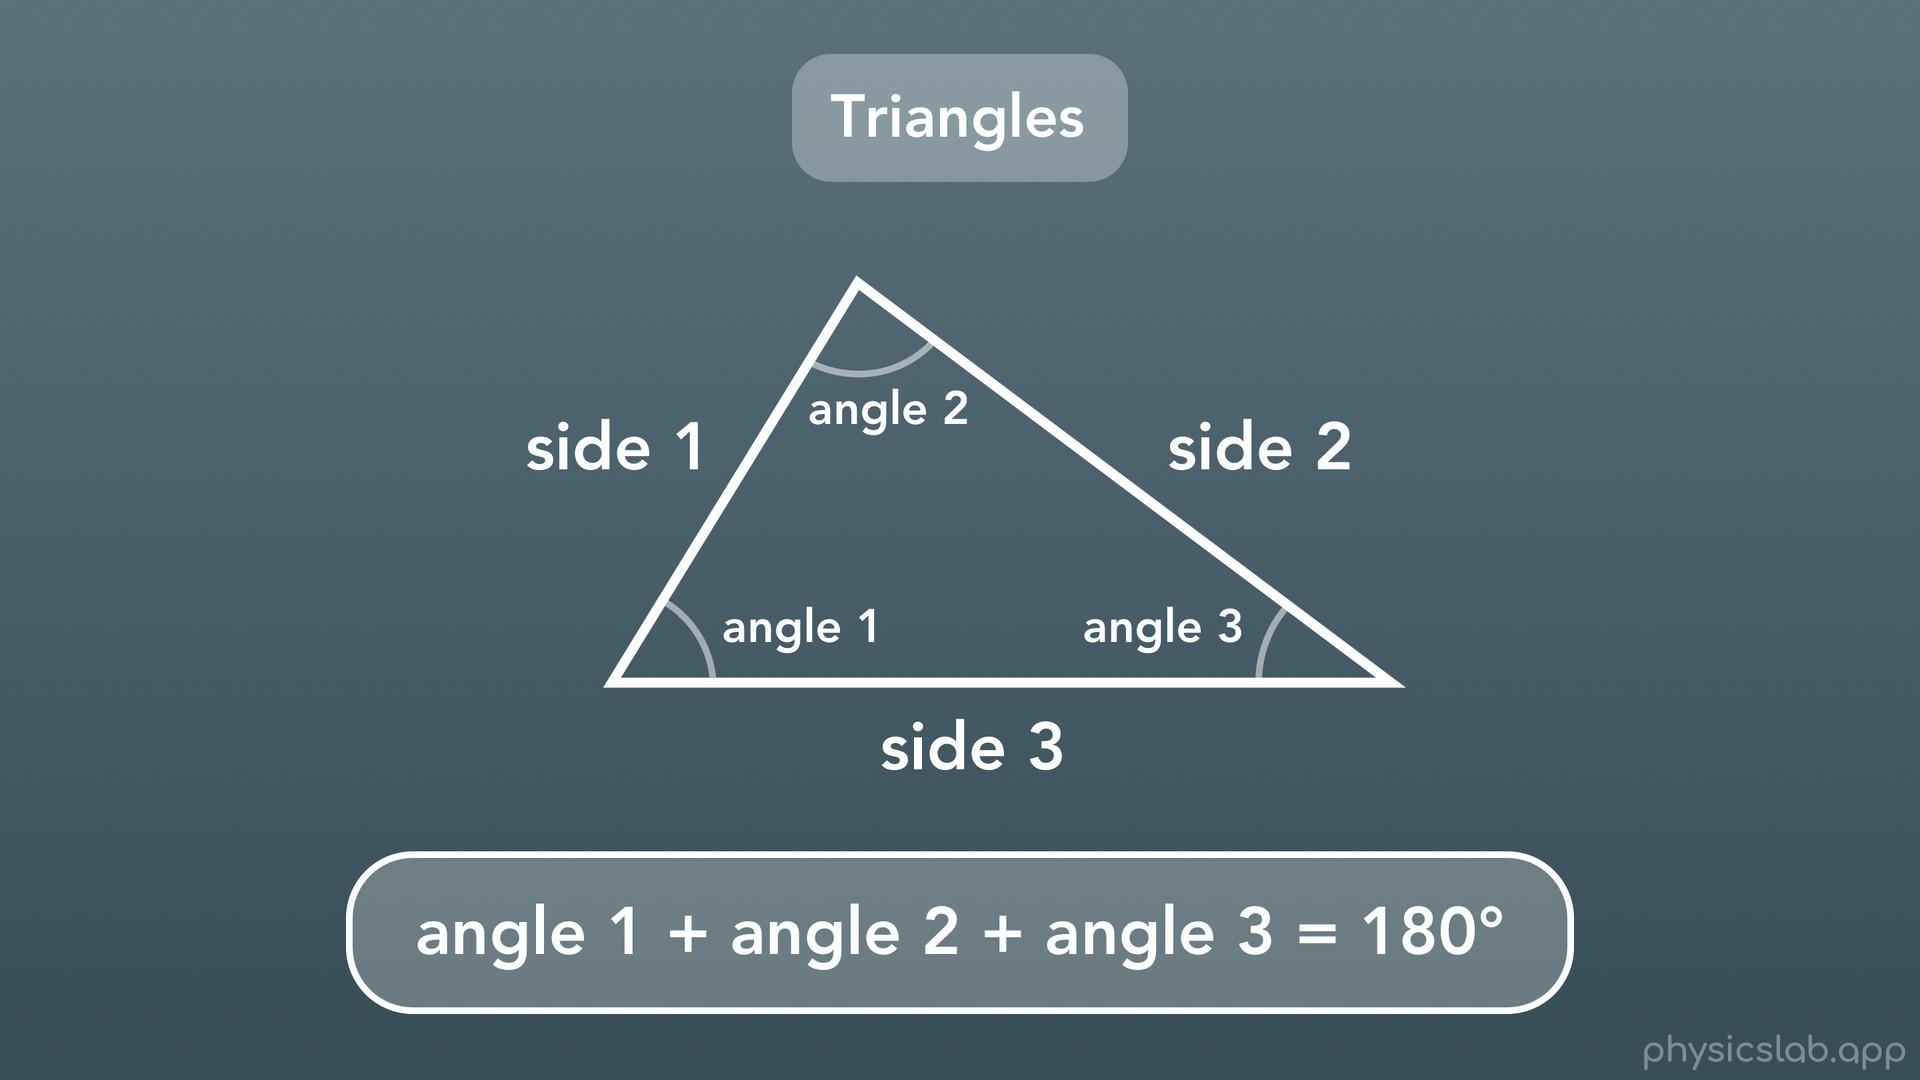 Triangles
angle 2
side 1
side 2
angle 1
angle 3
side 3
angle 1 + angle 2 + angle 3 = 180°
physicslab.app